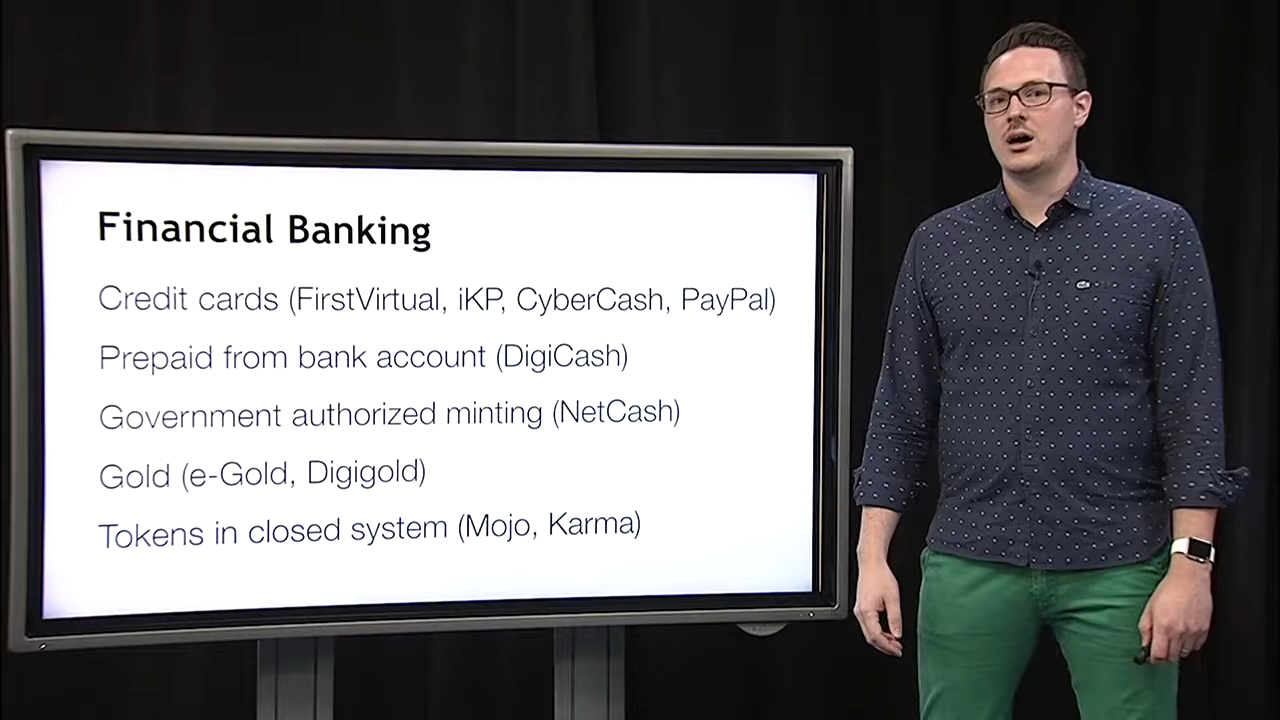 Financial Banking
Credit cards (FirstVirtual, iKP, CyberCash, PayPal)
Prepaid from bank account (DigiCash)
Government authorized minting (NetCash)
Gold (e-Gold, Digigold)
Tokens in closed system (Mojo, Karma)